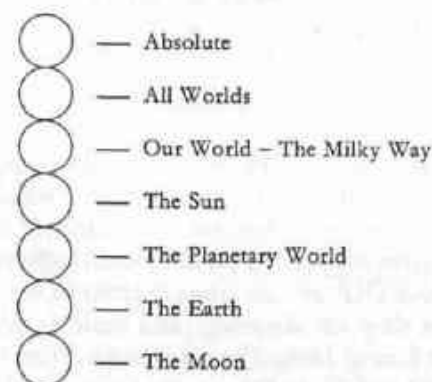 Absolute
All Worlds
Our World – The Milky Way
The Sun
The Planetary World
The Earth
The Moon